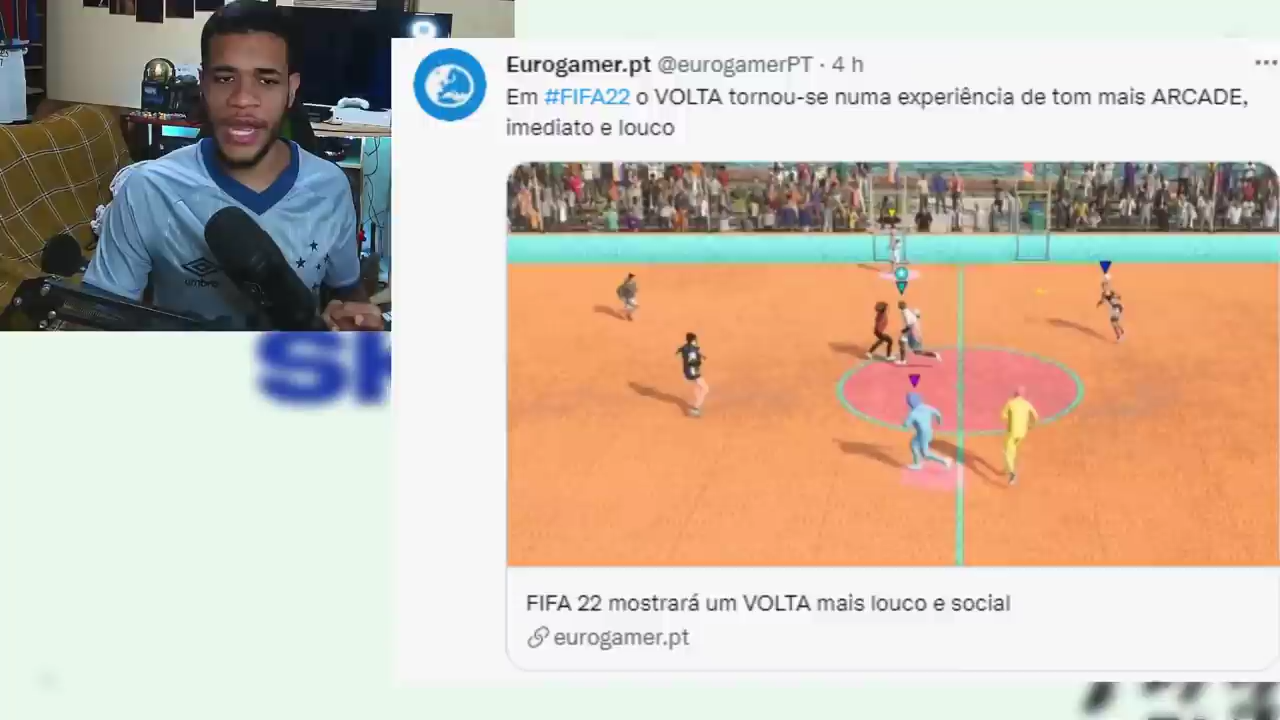 Eurogamer.pt @eurogamerPT · 4 h
Em #FIFA22 o VOLTA tornou-se numa experiência de tom mais ARCADE,
imediato e louco
FIFA 22 mostrará um VOLTA mais louco e social
eurogamer.pt
umbro
SK